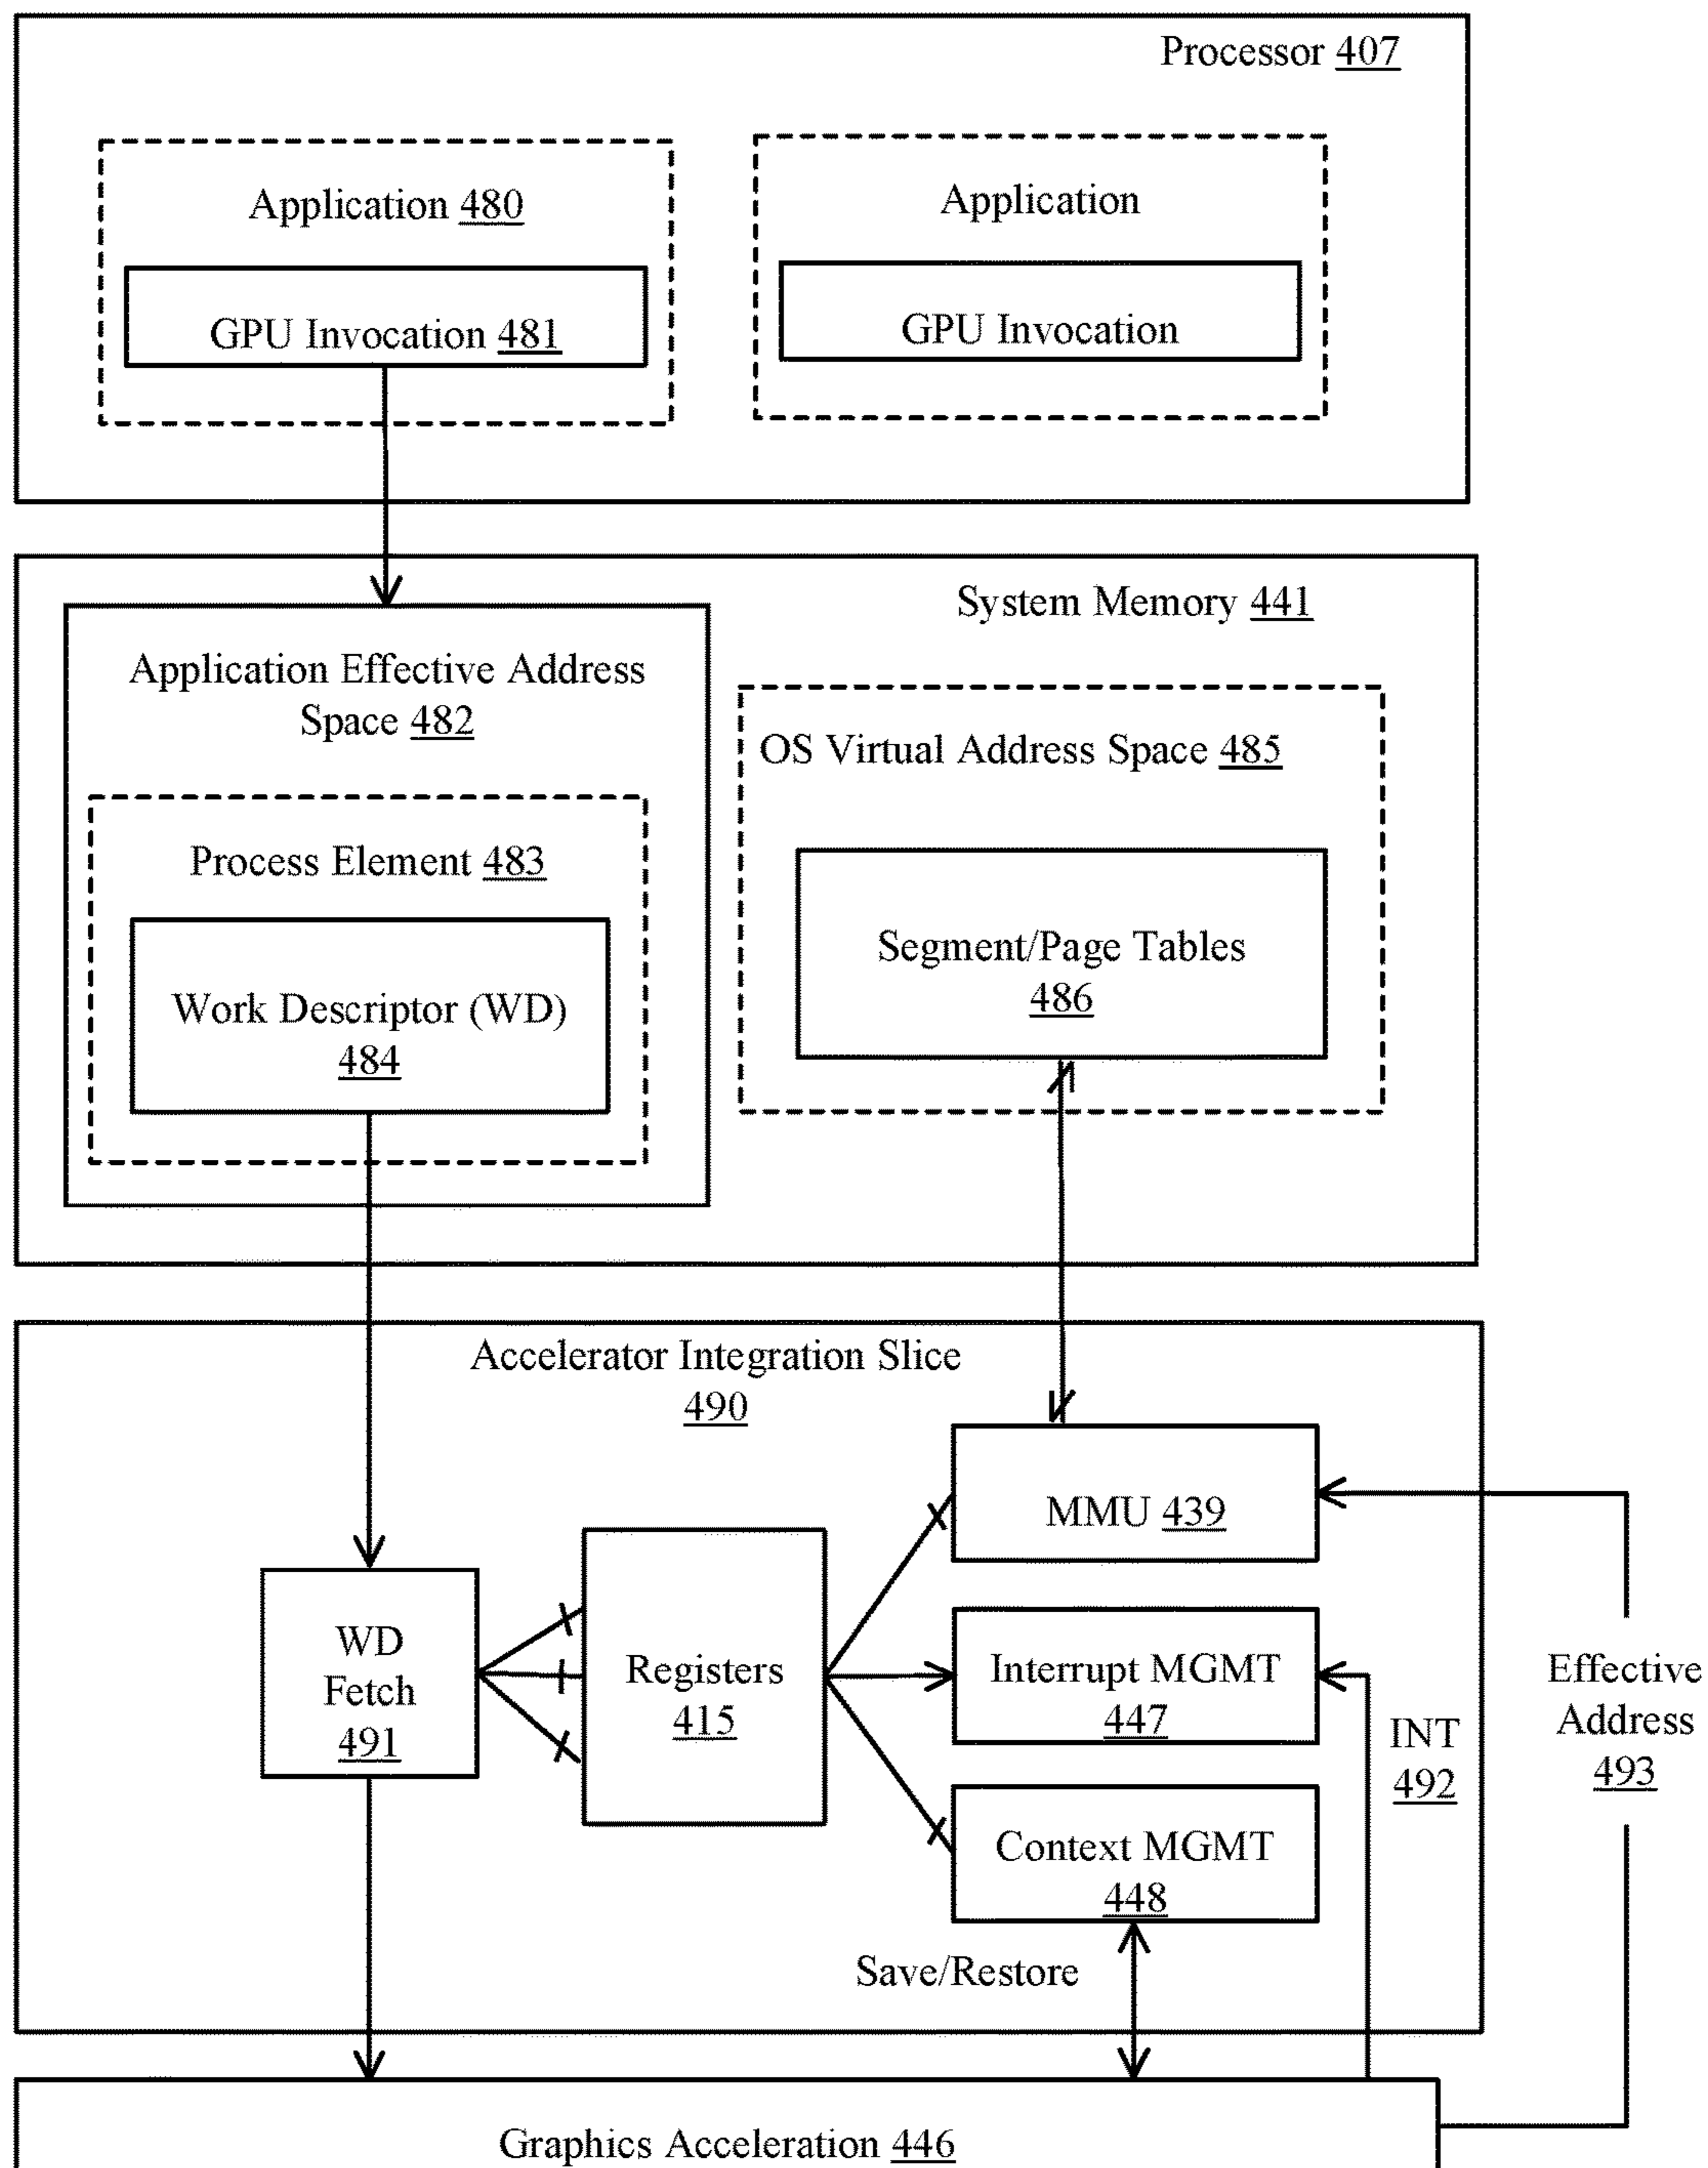 Processor 407
Application 480
GPU Invocation 481
Application
GPU Invocation
System Memory 441
Application Effective Address
Space 482
Process Element 483
Work Descriptor (WD)
484
OS Virtual Address Space 485
Segment/Page Tables
486
Accelerator Integration Slice
490
WD
Fetch
491
Registers
415
MMU 439
Interrupt MGMT
447
Context MGMT
448
Save/Restore
INT
492
Effective
Address
493
Graphics Acceleration 446